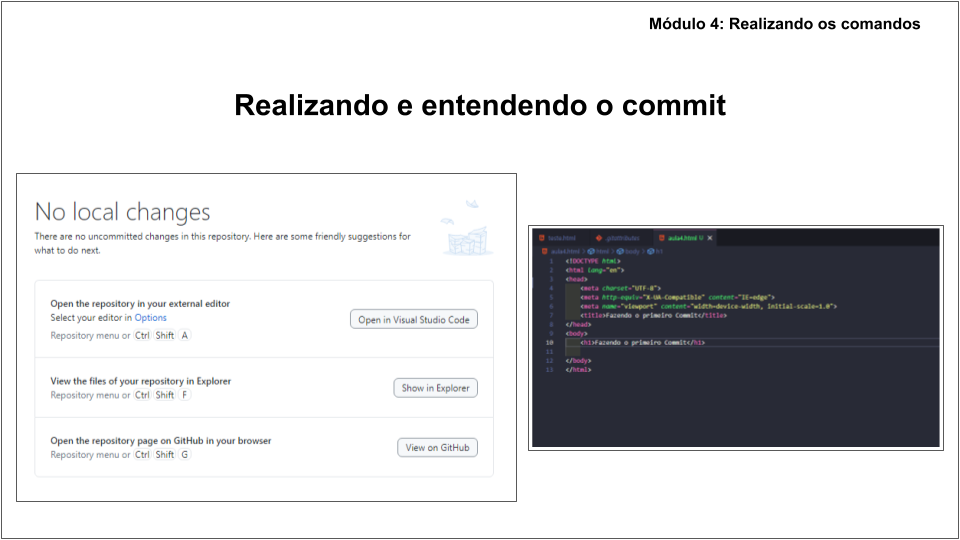 Módulo 4: Realizando os comandos
Realizando e entendendo o commit
No local changes
There are no uncommitted changes in this repository. Here are some friendly suggestions for
what to do next.
Open the repository in your external editor
Select your editor in Options
Repository menu or Ctrl Shift A
Open in Visual Studio Code
View the files of your repository in Explorer
Repository menu or Ctrl Shift F
Show in Explorer
Open the repository page on GitHub in your browser
Repository menu or Ctrl Shift G
View on GitHub
.gitattributes aula4.html U ×
aula4.html > html > body > h1
1 <!DOCTYPE html>
2 <html lang="en">
3 <head>
4 <meta charset="UTF-8">
5 <meta http-equiv="X-UA-Compatible" content="IE=edge">
6 <meta name="viewport" content="width=device-width, initial-scale=1.0">
7 <title>Fazendo o primeiro Commit</title>
8 </head>
9 <body>
10 <h1>Fazendo o primeiro Commit</h1>
11
12 </body>
13 </html>